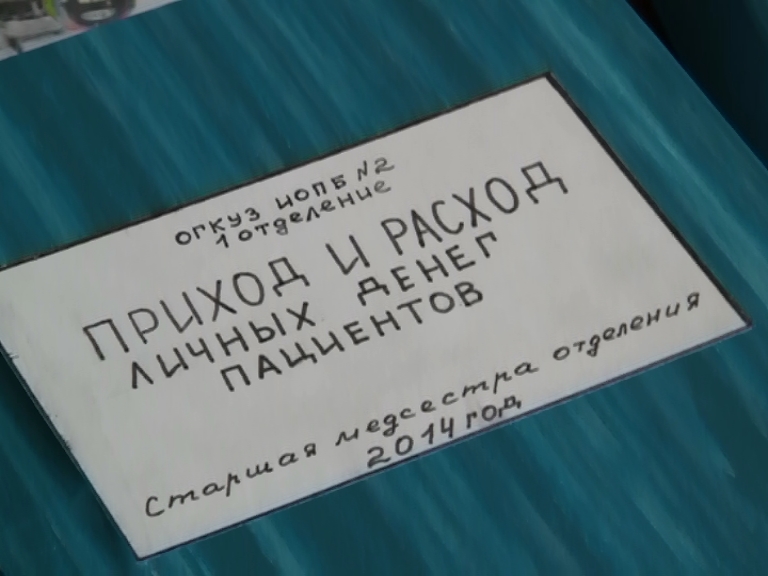 ОГКУЗ ИОПБ №2
1 отделение
ПРИХОД И РАСХОД
ЛИЧНЫХ ДЕНЕГ
ПАЦИЕНТОВ
Старшая медсестра отделения
2014 год